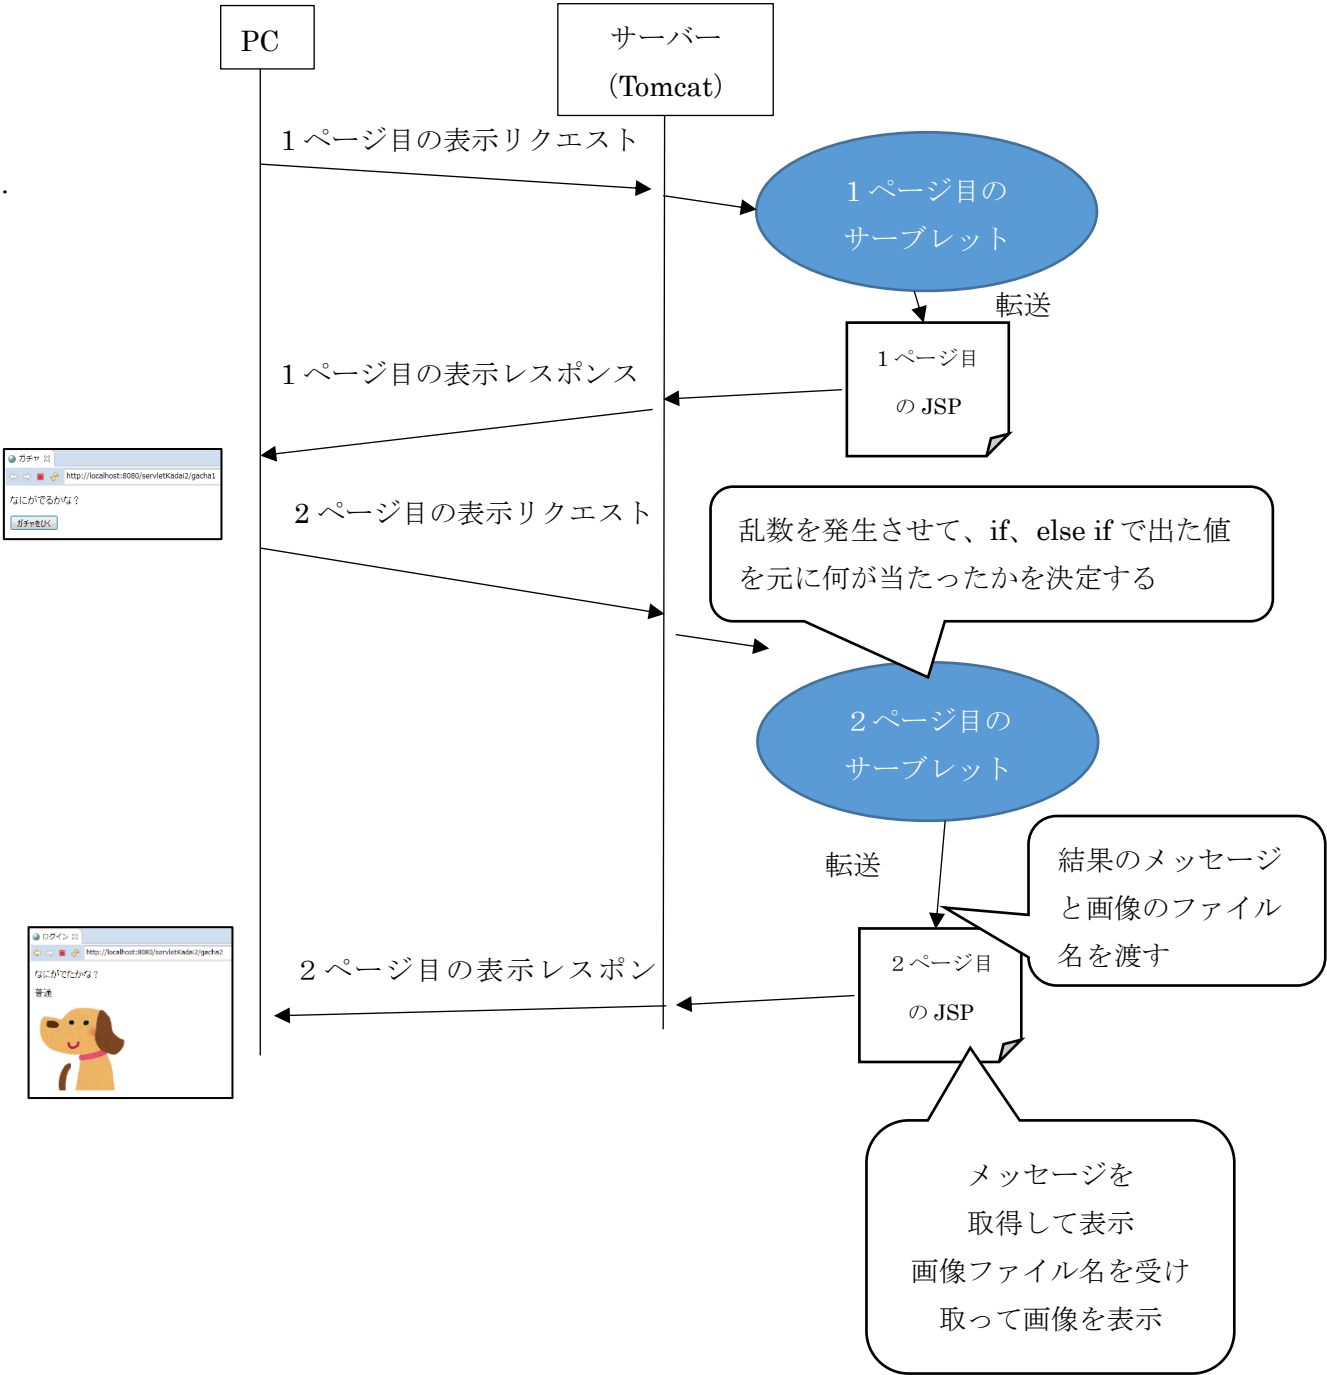 PC
サーバー
（Tomcat）
１ページ目の表示リクエスト
１ページ目の
サーブレット
転送
１ページ目
の JSP
１ページ目の表示レスポンス
ガチャ
http://localhost:8080/servletKadai2/gacha1
なにがでるかな？
ガチャをひく
２ページ目の表示リクエスト
乱数を発生させて、if、else if で出た値
を元に何が当たったかを決定する
２ページ目の
サーブレット
転送
結果のメッセージ
と画像のファイル
名を渡す
２ページ目
の JSP
２ページ目の表示レスポン
ログイン
http://localhost:8080/servletKadai2/gacha2
なにがでたかな？
普通
メッセージを
取得して表示
画像ファイル名を受け
取って画像を表示